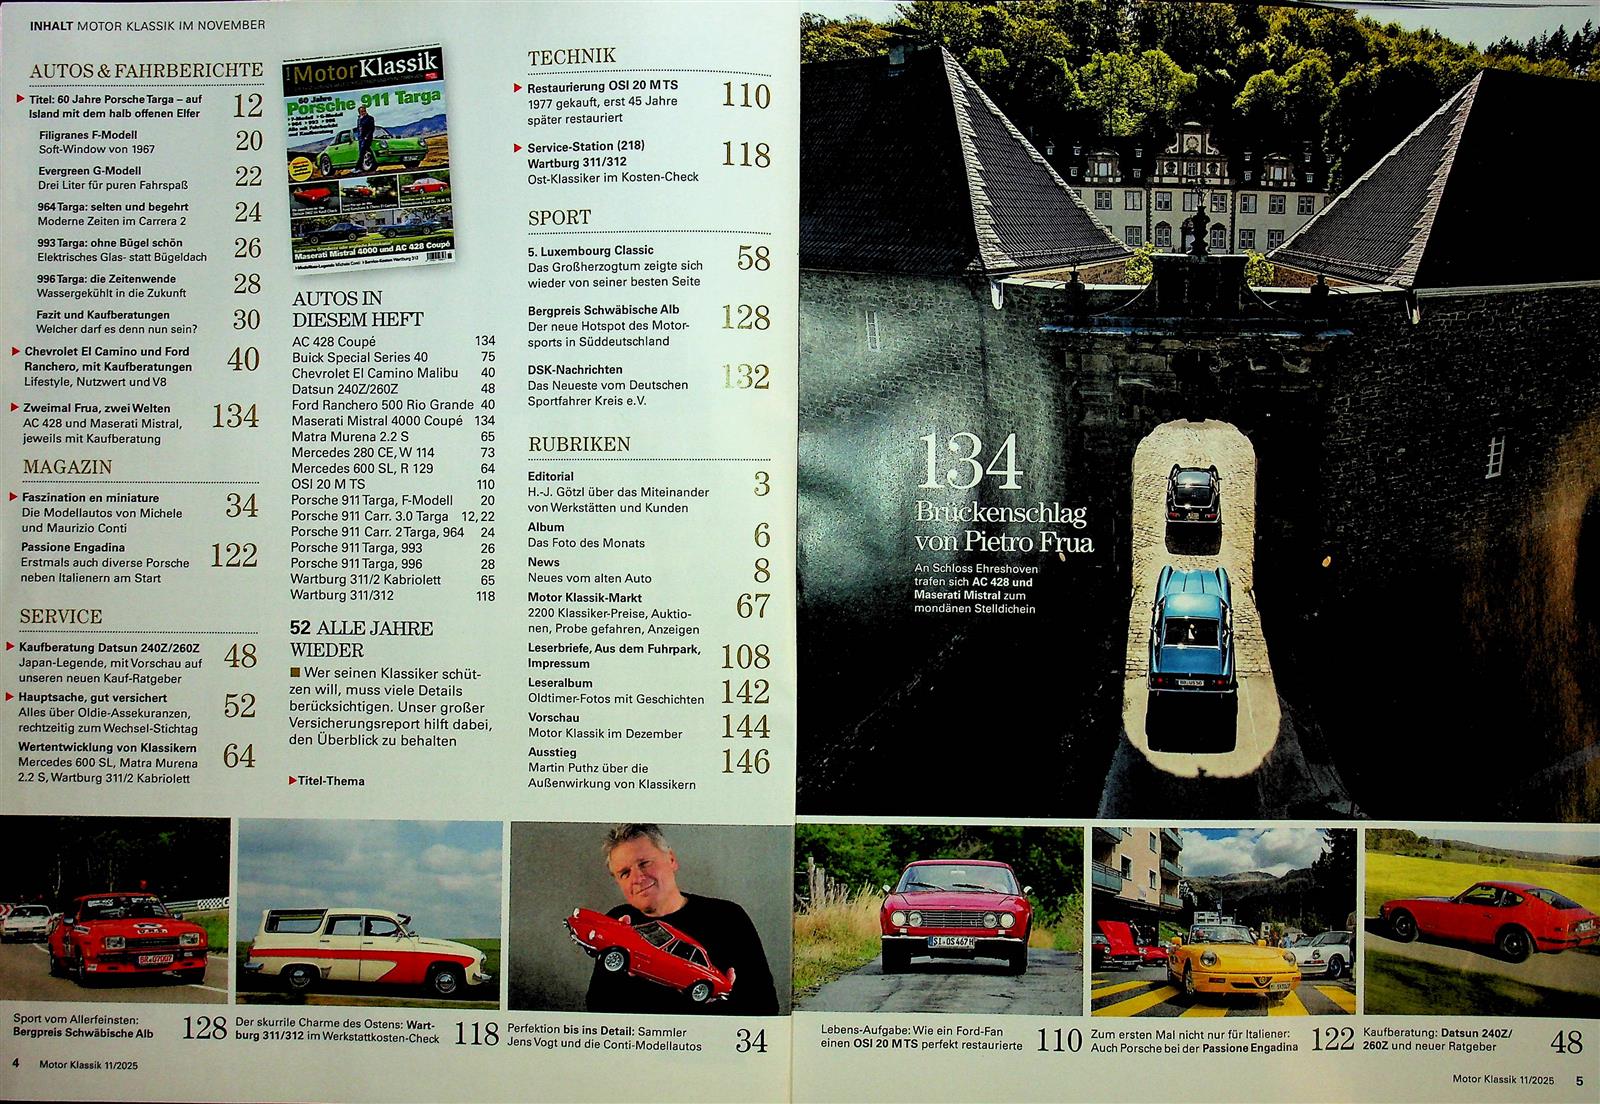 INHALT MOTOR KLASSIK IM NOVEMBER
AUTOS & FAHRBERICHTE
Titel: 60 Jahre Porsche Targa – auf
Island mit dem halb offenen Elfer
12
Filigranes F-Modell
Soft-Window von 1967
20
Evergreen G-Modell
Drei Liter für puren Fahrspaß
22
964 Targa: selten und begehrt
Moderne Zeiten im Carrera 2
24
993 Targa: ohne Bügel schön
Elektrisches Glas- statt Bügeldach
26
996 Targa: die Zeitenwende
Wassergekühlt in die Zukunft
28
Fazit und Kaufberatungen
Welcher darf es denn nun sein?
30
Chevrolet El Camino und Ford
Ranchero, mit Kaufberatungen
Lifestyle, Nutzwert und V8
40
Zweimal Frua, zwei Welten
AC 428 und Maserati Mistral,
jeweils mit Kaufberatung
134
MAGAZIN
Faszination en miniature
Die Modellautos von Michele
und Maurizio Conti
34
Passione Engadina
Erstmals auch diverse Porsche
neben Italienern am Start
122
SERVICE
Kaufberatung Datsun 240Z/260Z
Japan-Legende, mit Vorschau auf
unseren neuen Kauf-Ratgeber
48
Hauptsache, gut versichert
Alles über Oldie-Assekuranzen,
rechtzeitig zum Wechsel-Stichtag
52
Wertentwicklung von Klassikern
Mercedes 600 SL, Matra Murena
2.2 S, Wartburg 311/2 Kabriolett
64
MotorKlassik
60 Jahre
Porsche 911 Targa
Maserati Mistral 4000 und AC 428 Coupé
AUTOS IN
DIESEM HEFT
AC 428 Coupé 134
Buick Special Series 40 75
Chevrolet El Camino Malibu 40
Datsun 240Z/260Z 48
Ford Ranchero 500 Rio Grande 40
Maserati Mistral 4000 Coupé 134
Matra Murena 2.2 S 65
Mercedes 280 CE, W 114 73
Mercedes 600 SL, R 129 64
OSI 20 M TS 110
Porsche 911 Targa, F-Modell 20
Porsche 911 Carr. 3.0 Targa 12, 22
Porsche 911 Carr. 2 Targa, 964 24
Porsche 911 Targa, 993 26
Porsche 911 Targa, 996 28
Wartburg 311/2 Kabriolett 65
Wartburg 311/312 118
52 ALLE JAHRE
WIEDER
Wer seinen Klassiker schüt-
zen will, muss viele Details
berücksichtigen. Unser großer
Versicherungsreport hilft dabei,
den Überblick zu behalten
Titel-Thema
TECHNIK
Restaurierung OSI 20 M TS
1977 gekauft, erst 45 Jahre
später restauriert
110
Service-Station (218)
Wartburg 311/312
Ost-Klassiker im Kosten-Check
118
SPORT
5. Luxembourg Classic
Das Großherzogtum zeigte sich
wieder von seiner besten Seite
58
Bergpreis Schwäbische Alb
Der neue Hotspot des Motor-
sports in Süddeutschland
128
DSK-Nachrichten
Das Neueste vom Deutschen
Sportfahrer Kreis e.V.
132
RUBRIKEN
Editorial
H.-J. Götzl über das Miteinander
von Werkstätten und Kunden
3
Album
Das Foto des Monats
6
News
Neues vom alten Auto
8
Motor Klassik-Markt
2200 Klassiker-Preise, Auktio-
nen, Probe gefahren, Anzeigen
67
Leserbriefe, Aus dem Fuhrpark,
Impressum
108
Leseralbum
Oldtimer-Fotos mit Geschichten
142
Vorschau
Motor Klassik im Dezember
144
Ausstieg
Martin Puthz über die
Außenwirkung von Klassikern
146
134
Brückenschlag
von Pietro Frua
An Schloss Ehreshoven
trafen sich AC 428 und
Maserati Mistral zum
mondänen Stelldichein
SI-OS 467H
Sport vom Allerfeinsten:
Bergpreis Schwäbische Alb
128
Der skurrile Charme des Ostens: Wart-
burg 311/312 im Werkstattkosten-Check
118
Perfektion bis ins Detail: Sammler
Jens Vogt und die Conti-Modellautos
34
Lebens-Aufgabe: Wie ein Ford-Fan
einen OSI 20 M TS perfekt restaurierte
110
Zum ersten Mal nicht nur für Italiener:
Auch Porsche bei der Passione Engadina
122
Kaufberatung: Datsun 240Z/
260Z und neuer Ratgeber
48
4 Motor Klassik 11/2025
Motor Klassik 11/2025 5